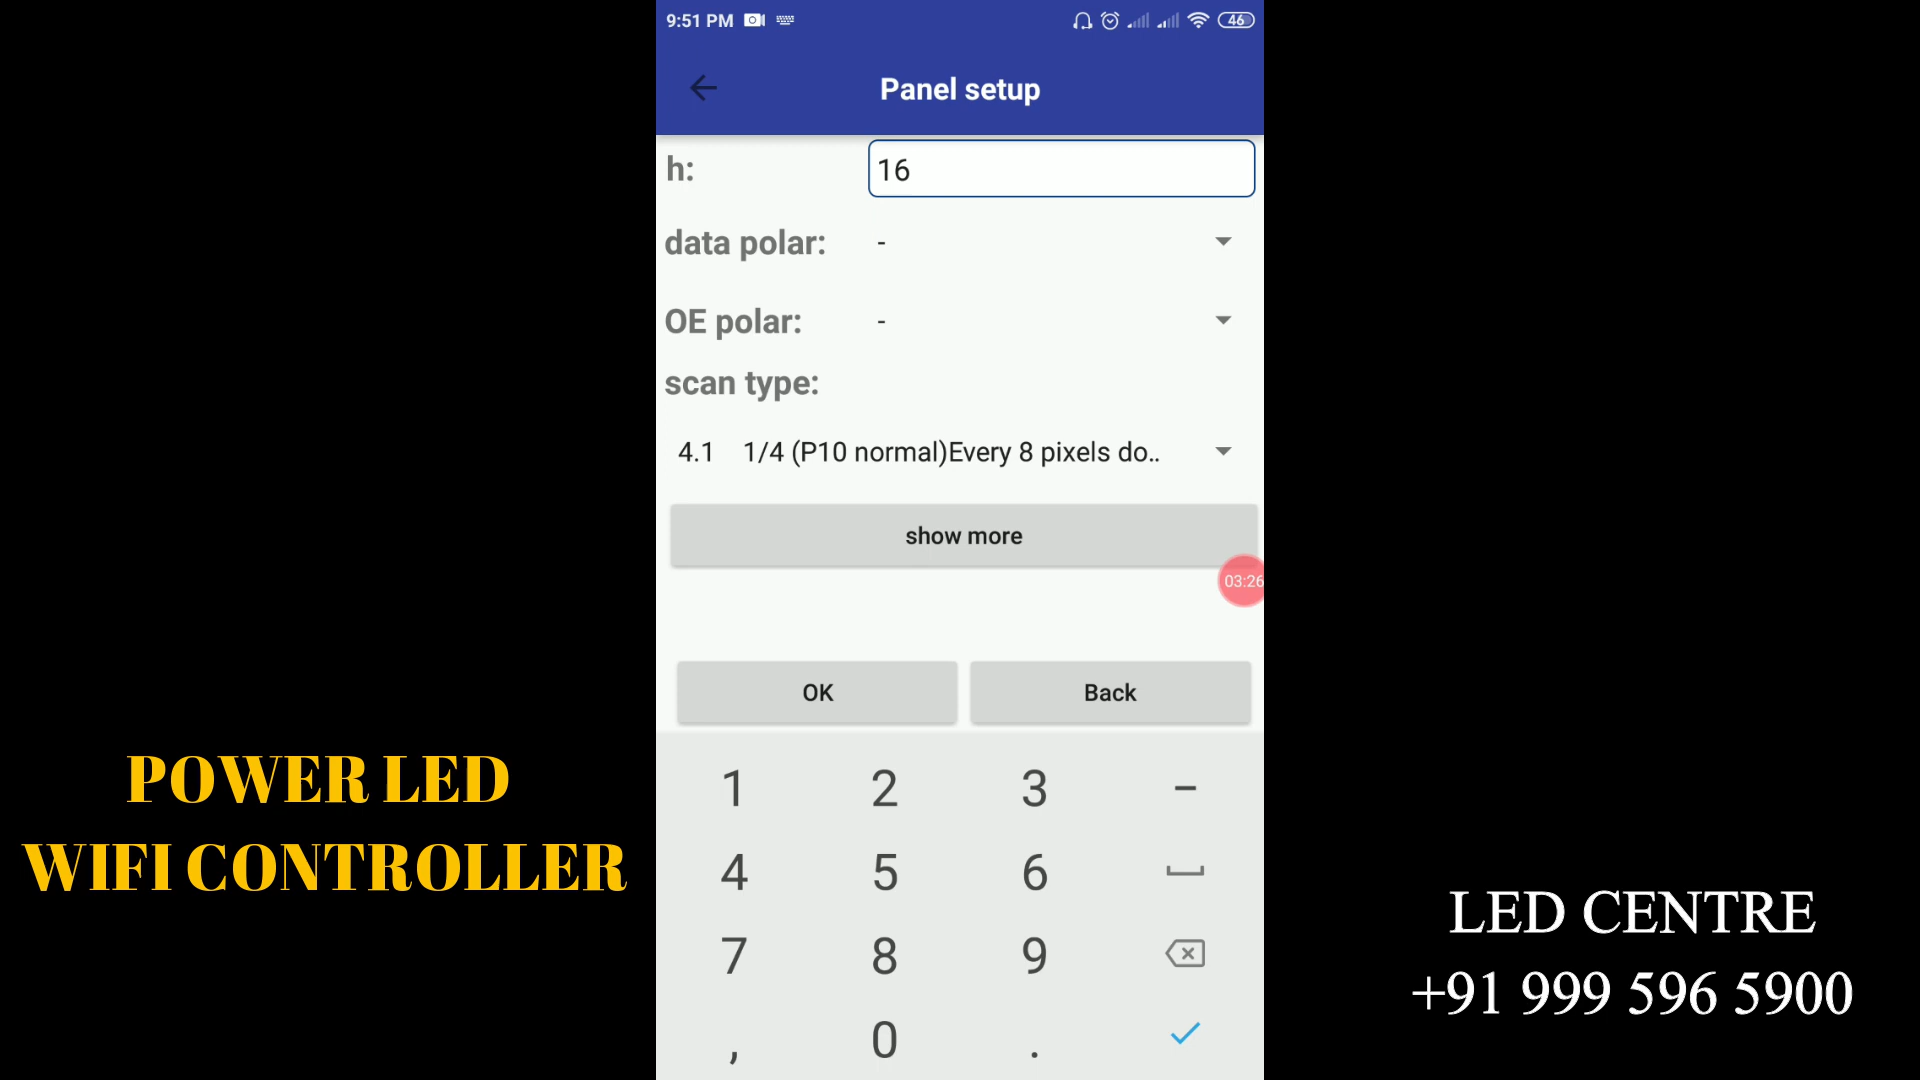 9:51 PM
46
Panel setup
h: 16
data polar: -
OE polar: -
scan type:
4.1 1/4 (P10 normal)Every 8 pixels do..
show more
03:26
OK Back
1 2 3 -
4 5 6
7 8 9
, 0 .
POWER LED
WIFI CONTROLLER
LED CENTRE
+91 999 596 5900